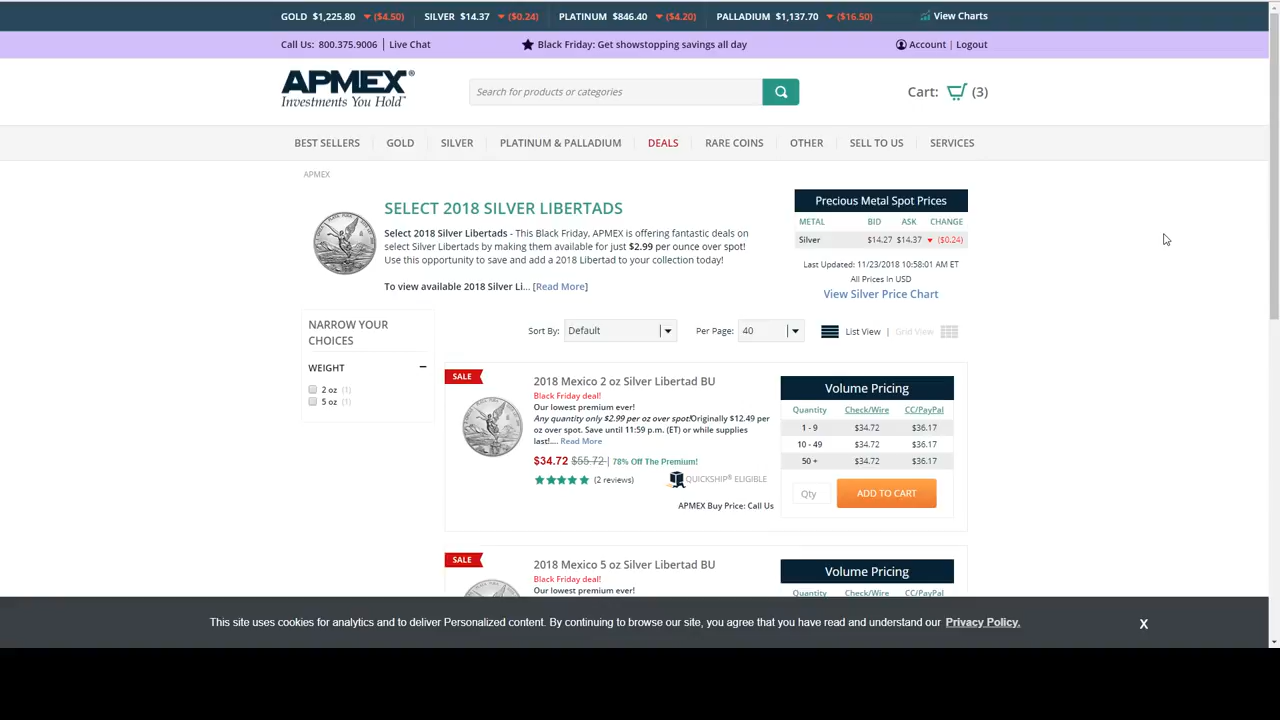 GOLD $1,225.80 ($4.50) SILVER $14.37 ($0.24) PLATINUM $846.40 ($4.20) PALLADIUM $1,137.70 ($16.50) View Charts
Call Us: 800.375.9006 | Live Chat Black Friday: Get showstopping savings all day Account | Logout
APMEX®
Investments You Hold®
Search for products or categories
Cart: (3)
BEST SELLERS GOLD SILVER PLATINUM & PALLADIUM DEALS RARE COINS OTHER SELL TO US SERVICES
APMEX
SELECT 2018 SILVER LIBERTADS
Select 2018 Silver Libertads - This Black Friday, APMEX is offering fantastic deals on
select Silver Libertads by making them available for just $2.99 per ounce over spot!
Use this opportunity to save and add a 2018 Libertad to your collection today!
To view available 2018 Silver Li... [Read More]
Precious Metal Spot Prices
METAL BID ASK CHANGE
Silver $14.27 $14.37 ($0.24)
Last Updated: 11/23/2018 10:58:01 AM ET
All Prices In USD
View Silver Price Chart
NARROW YOUR
CHOICES
WEIGHT
2 oz (1)
5 oz (1)
Sort By: Default Per Page: 40 List View | Grid View
SALE
2018 Mexico 2 oz Silver Libertad BU
Black Friday deal!
Our lowest premium ever!
Any quantity only $2.99 per oz over spot!Originally $12.49 per
oz over spot. Save until 11:59 p.m. (ET) or while supplies
last!.... Read More
$34.72 $55.72 | 78% Off The Premium!
(2 reviews) QUICKSHIP® ELIGIBLE
APMEX Buy Price: Call Us
Volume Pricing
Quantity Check/Wire CC/PayPal
1 - 9 $34.72 $36.17
10 - 49 $34.72 $36.17
50 + $34.72 $36.17
Qty ADD TO CART
SALE
2018 Mexico 5 oz Silver Libertad BU
Black Friday deal!
Our lowest premium ever!
Volume Pricing
Quantity Check/Wire CC/PayPal
This site uses cookies for analytics and to deliver Personalized content. By continuing to browse our site, you agree that you have read and understand our Privacy Policy. X